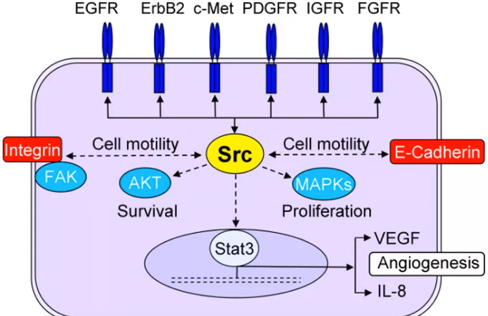 EGFR ErbB2 c-Met PDGFR IGFR FGFR
Integrin Cell motility Src Cell motility E-Cadherin
FAK AKT MAPKs
Survival Proliferation
Stat3 VEGF
Angiogenesis
IL-8